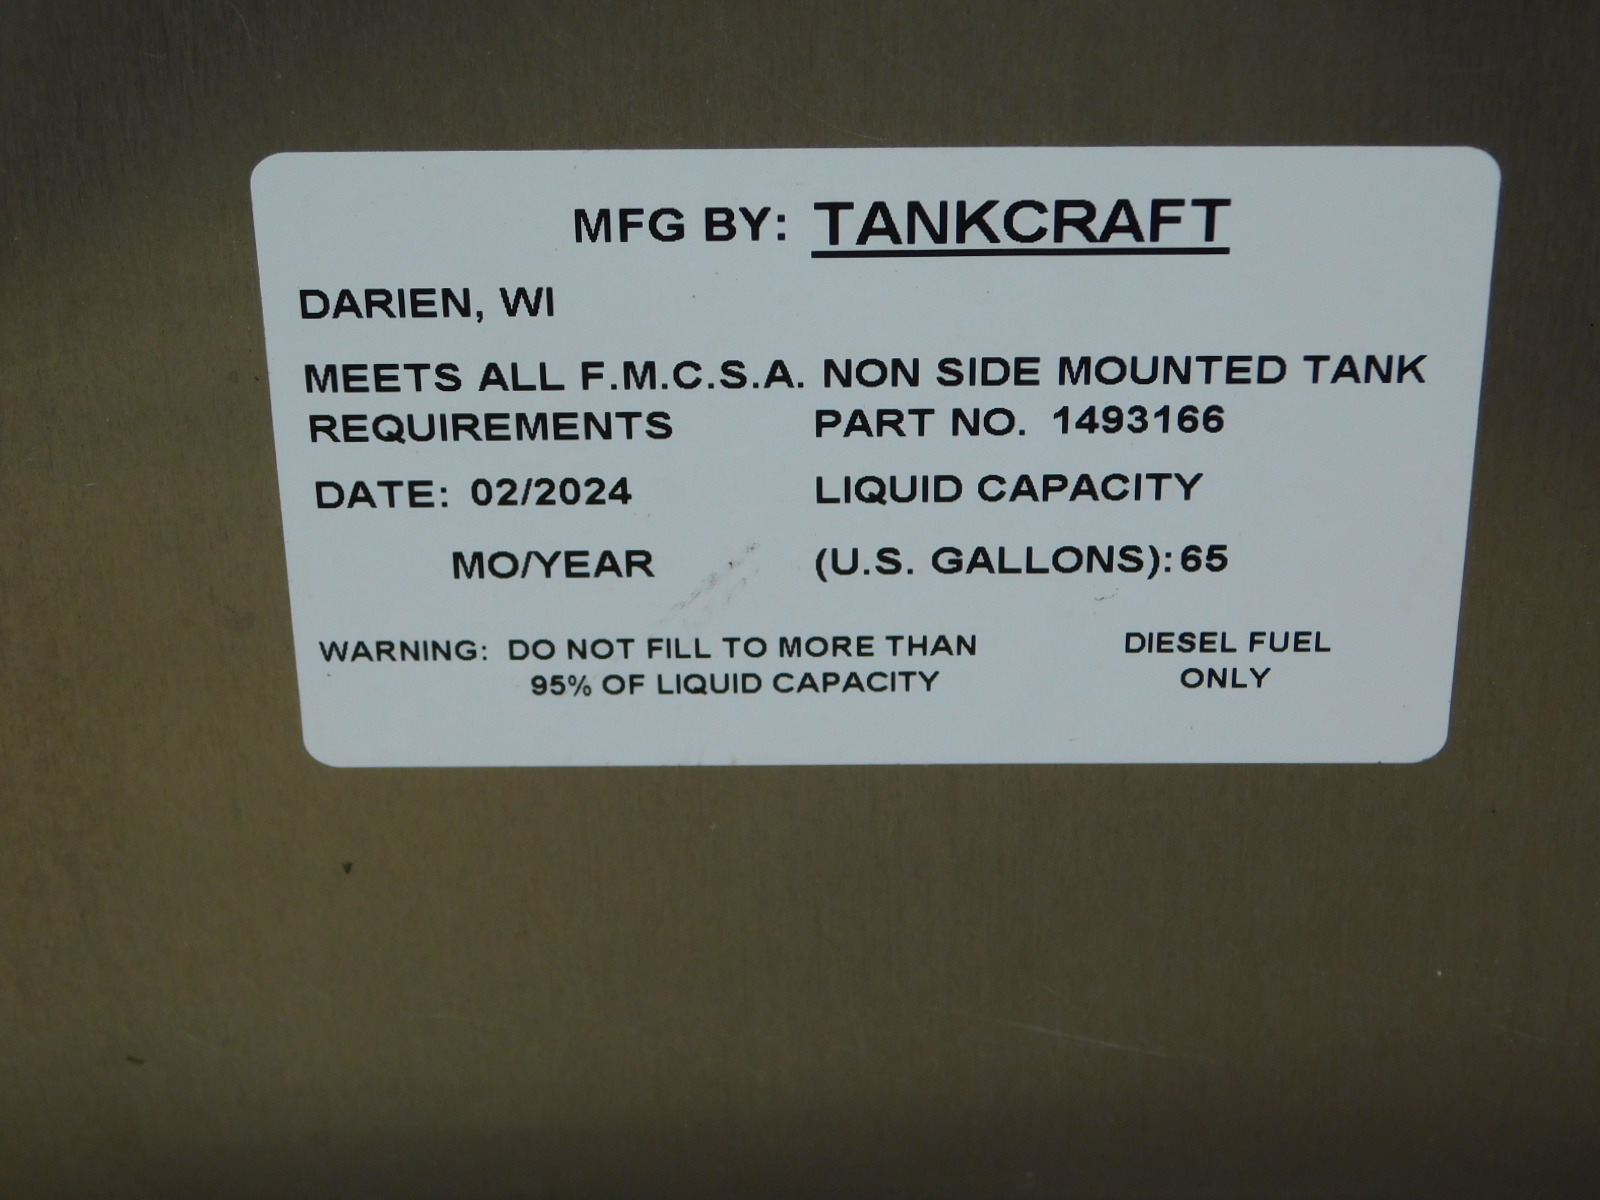 MFG BY: TANKCRAFT
DARIEN, WI
MEETS ALL F.M.C.S.A. NON SIDE MOUNTED TANK
REQUIREMENTS PART NO. 1493166
DATE: 02/2024 LIQUID CAPACITY
MO/YEAR (U.S. GALLONS): 65
WARNING: DO NOT FILL TO MORE THAN DIESEL FUEL
95% OF LIQUID CAPACITY ONLY